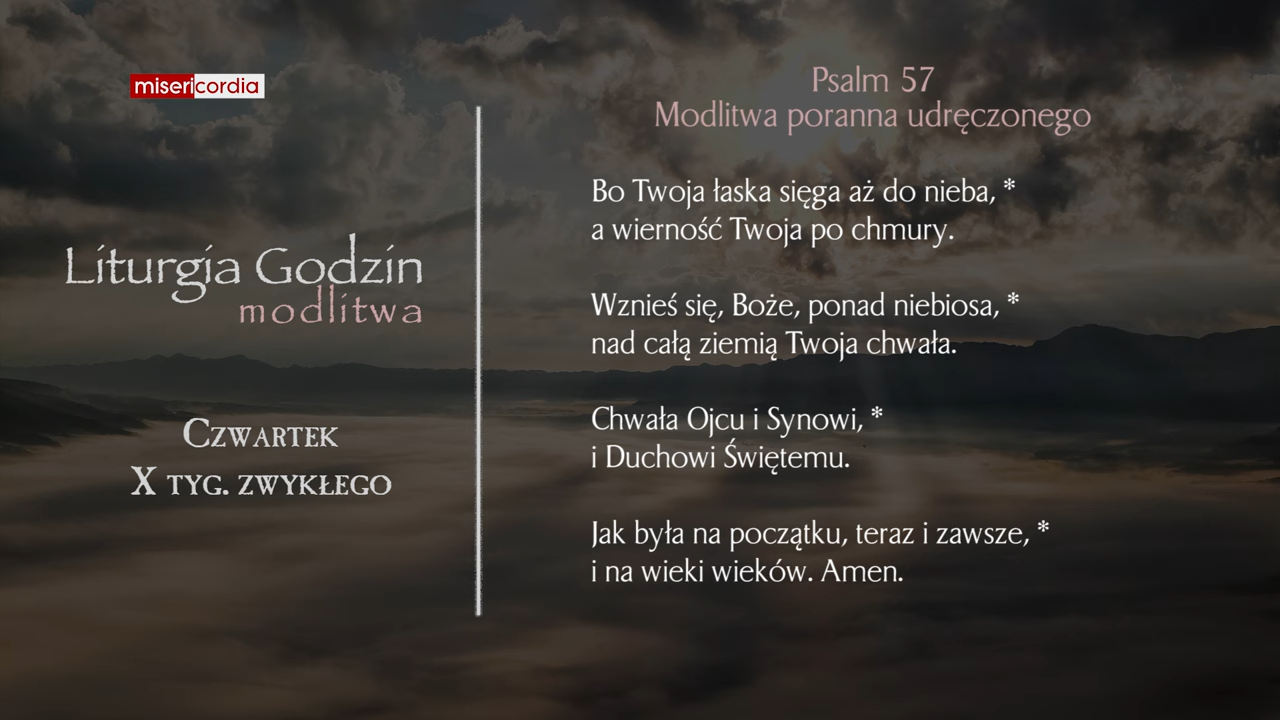 misericordia
Liturgia Godzin
modlitwa
Czwartek
X tyg. zwykłego
Psalm 57
Modlitwa poranna udręczonego
Bo Twoja łaska sięga aż do nieba, *
a wierność Twoja po chmury.
Wznieś się, Boże, ponad niebiosa, *
nad całą ziemią Twoja chwała.
Chwała Ojcu i Synowi, *
i Duchowi Świętemu.
Jak była na początku, teraz i zawsze, *
i na wieki wieków. Amen.